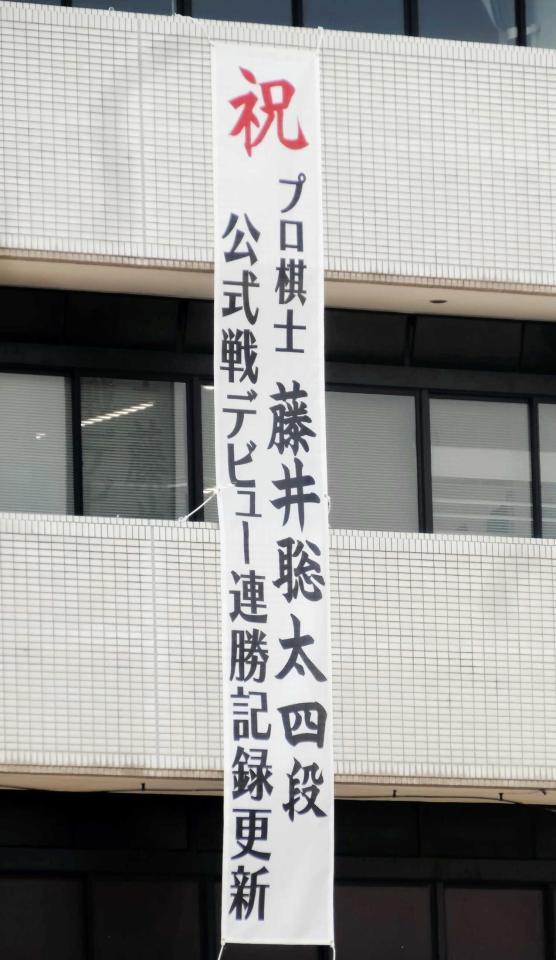 祝
プロ棋士 藤井聡太四段
公式戦デビュー連勝記録更新